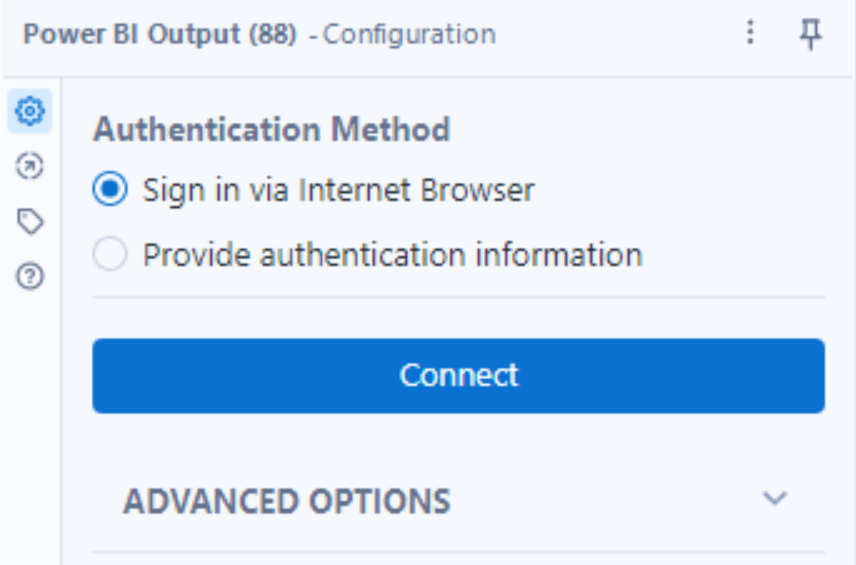 Power BI Output (88) - Configuration
Authentication Method
Sign in via Internet Browser
Provide authentication information
Connect
ADVANCED OPTIONS